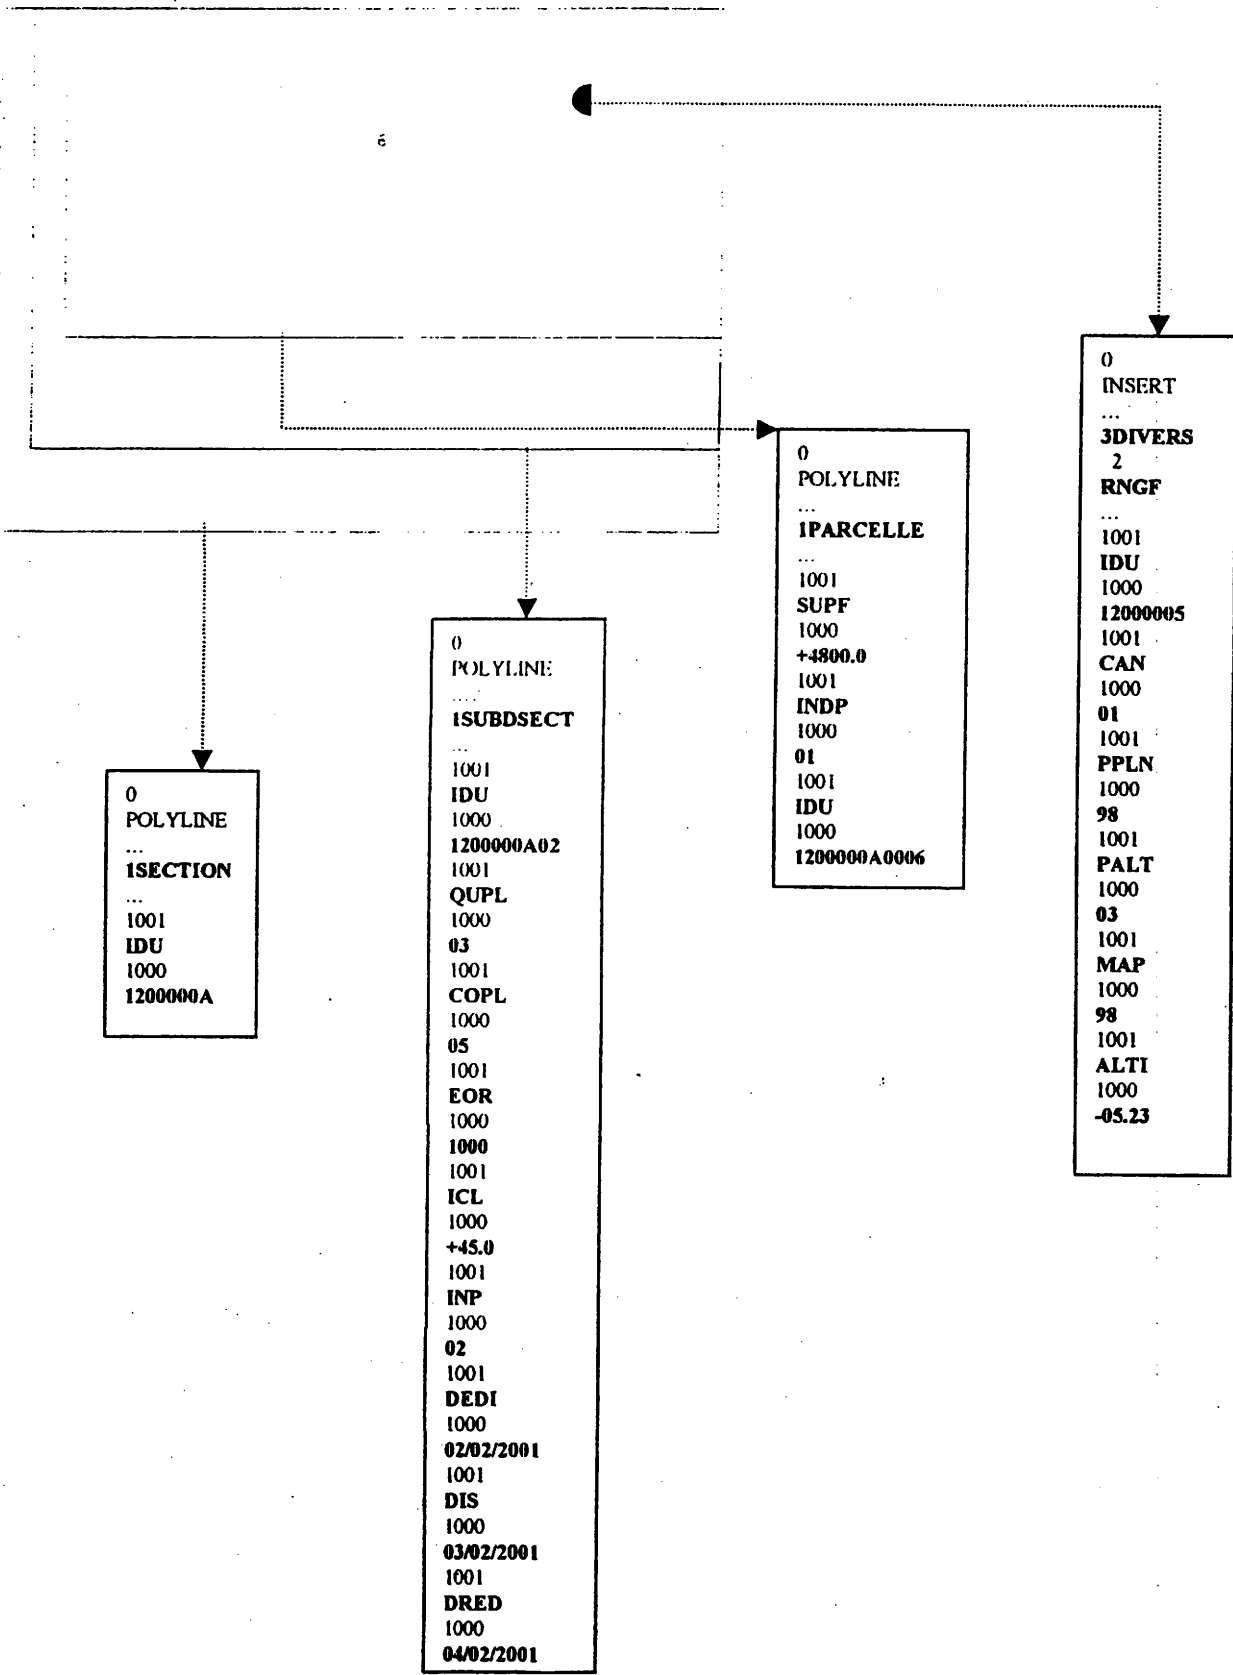 é
0
POLYLINE
...
1SECTION
...
1001
IDU
1000
1200000A
0
POLYLINE
....
1SUBDSECT
...
1001
IDU
1000
1200000A02
1001
QUPL
1000
03
1001
COPL
1000
05
1001
EOR
1000
1000
1001
ICL
1000
+45.0
1001
INP
1000
02
1001
DEDI
1000
02/02/2001
1001
DIS
1000
03/02/2001
1001
DRED
1000
04/02/2001
0
POLYLINE
...
1PARCELLE
...
1001
SUPF
1000
+4800.0
1001
INDP
1000
01
1001
IDU
1000
1200000A0006
0
INSERT
...
3DIVERS
2
RNGF
...
1001
IDU
1000
12000005
1001
CAN
1000
01
1001
PPLN
1000
98
1001
PALT
1000
03
1001
MAP
1000
98
1001
ALTI
1000
-05.23